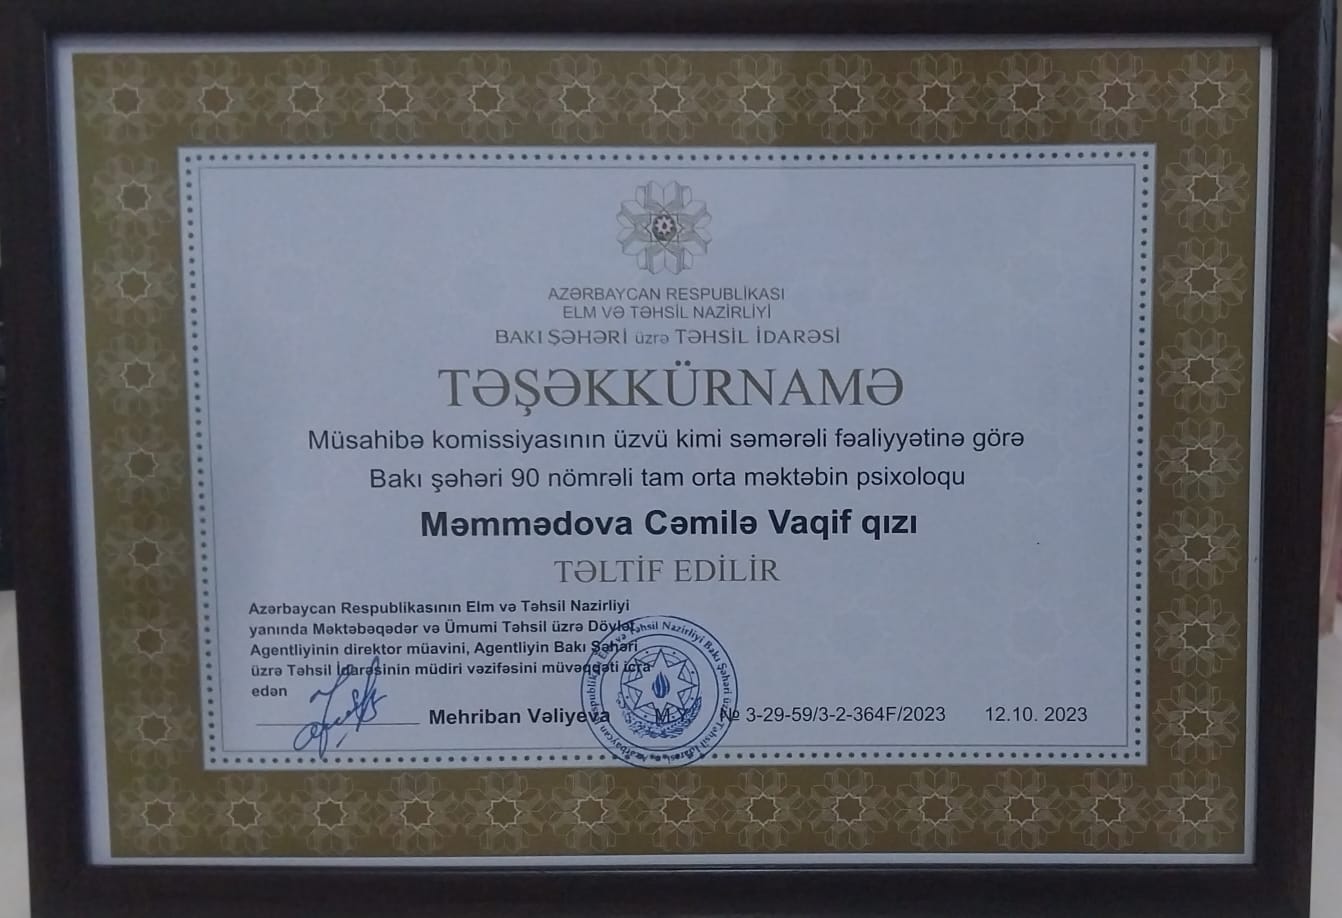 AZƏRBAYCAN RESPUBLİKASI
ELM VƏ TƏHSİL NAZİRLİYİ
BAKI ŞƏHƏRİ üzrə TƏHSİL İDARƏSİ
TƏŞƏKKÜRNAMƏ
Müsahibə komissiyasının üzvü kimi səmərəli fəaliyyətinə görə
Bakı şəhəri 90 nömrəli tam orta məktəbin psixoloqu
Məmmədova Cəmilə Vaqif qızı
TƏLTİF EDİLİR
Azərbaycan Respublikasının Elm və Təhsil Nazirliyi
yanında Məktəbəqədər və Ümumi Təhsil üzrə Dövlət
Agentliyinin direktor müavini, Agentliyin Bakı Şəhəri
üzrə Təhsil İdarəsinin müdiri vəzifəsini müvəqqəti icra
edən
Mehriban Vəliyeva M.Y. № 3-29-59/3-2-364F/2023 12.10. 2023